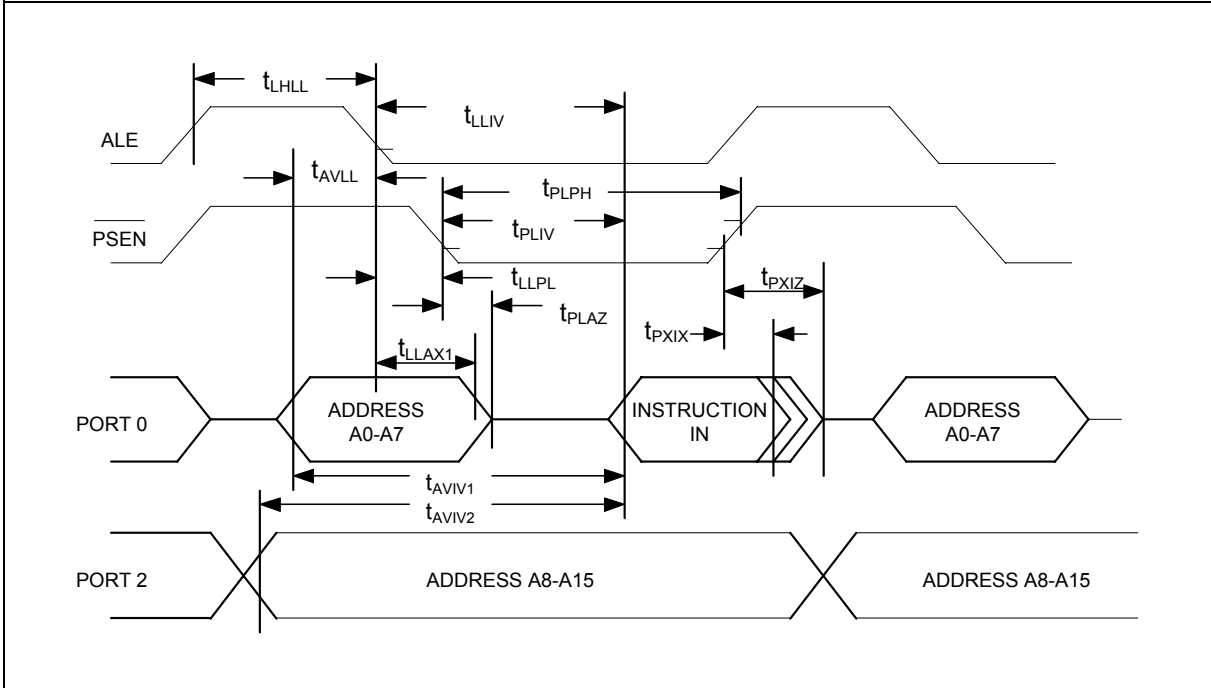 tLHLL
tLLIV
ALE
tAVLL
tPLPH
PSEN
tPLIV
tLLPL
tPXIZ
tPLAZ
tPXIX
tLLAX1
PORT 0
ADDRESS
A0-A7
INSTRUCTION
IN
ADDRESS
A0-A7
tAVIV1
tAVIV2
PORT 2
ADDRESS A8-A15
ADDRESS A8-A15